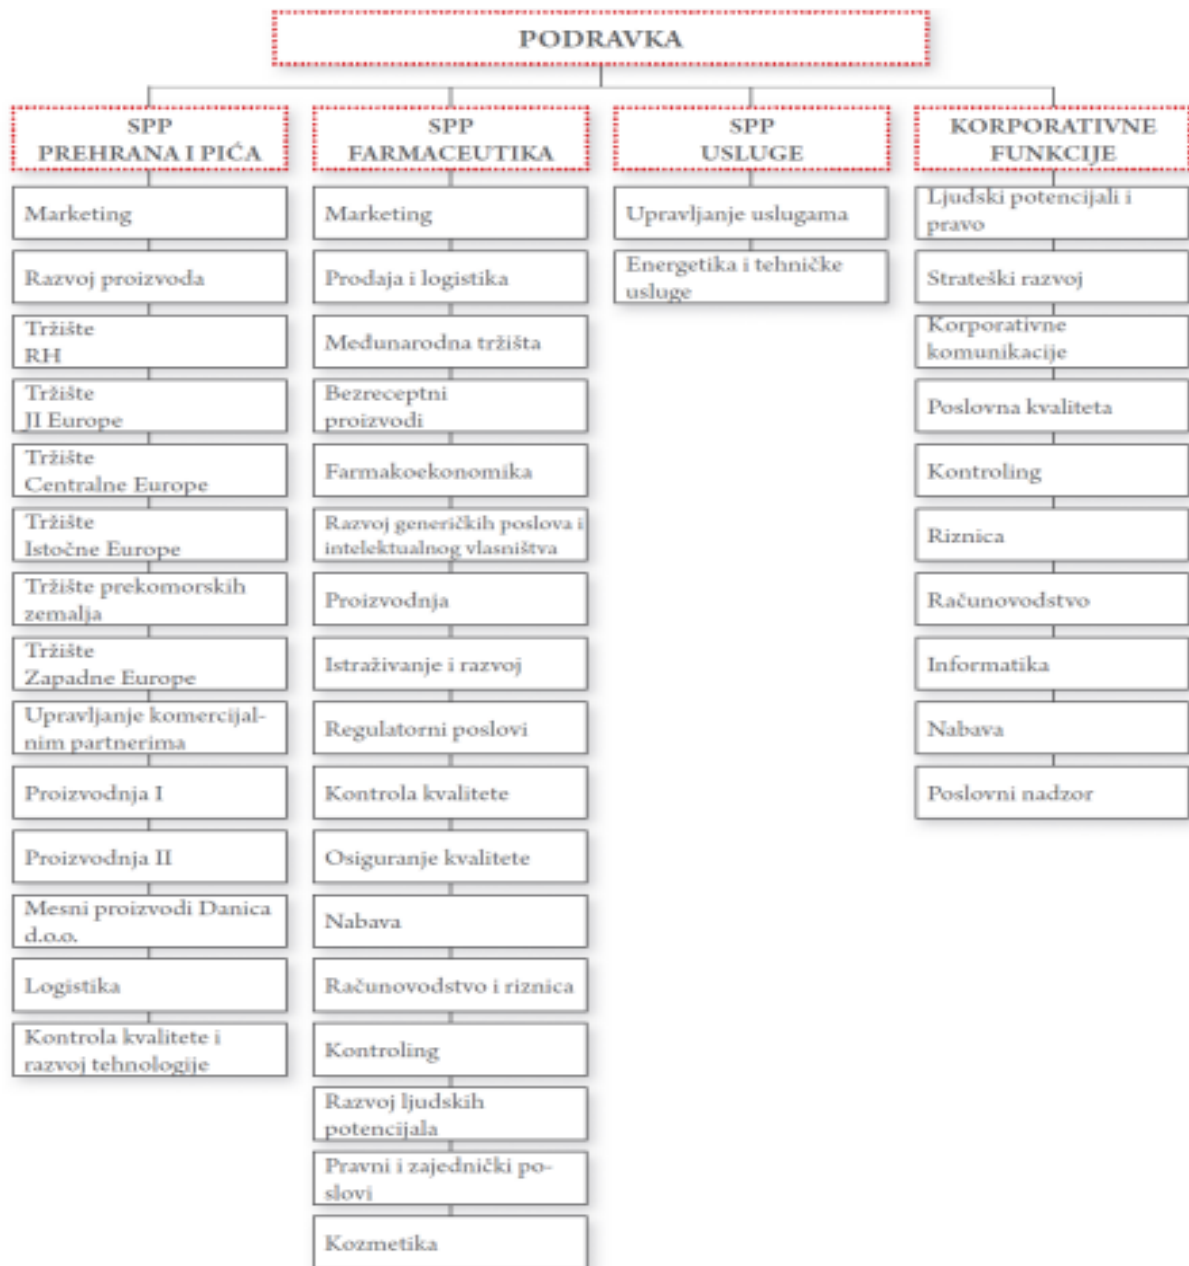 PODRAVKA
SPP
PREHRANA I PIĆA
Marketing
Razvoj proizvoda
Tržište
RH
Tržište
JI Europe
Tržište
Centralne Europe
Tržište
Istočne Europe
Tržište prekomorskih
zemalja
Tržište
Zapadne Europe
Upravljanje komercijal-
nim partnerima
Proizvodnja I
Proizvodnja II
Mesni proizvodi Danica
d.o.o.
Logistika
Kontrola kvalitete i
razvoj tehnologije
SPP
FARMACEUTIKA
Marketing
Prodaja i logistika
Međunarodna tržišta
Bezreceptni
proizvodi
Farmakoekonomika
Razvoj generičkih poslova i
intelektualnog vlasništva
Proizvodnja
Istraživanje i razvoj
Regulatorni poslovi
Kontrola kvalitete
Osiguranje kvalitete
Nabava
Računovodstvo i riznica
Kontroling
Razvoj ljudskih
potencijala
Pravni i zajednički po-
slovi
Kozmetika
SPP
USLUGE
Upravljanje uslugama
Energetika i tehničke
usluge
KORPORATIVNE
FUNKCIJE
Ljudski potencijali i
pravo
Strateški razvoj
Korporativne
komunikacije
Poslovna kvaliteta
Kontroling
Riznica
Računovodstvo
Informatika
Nabava
Poslovni nadzor